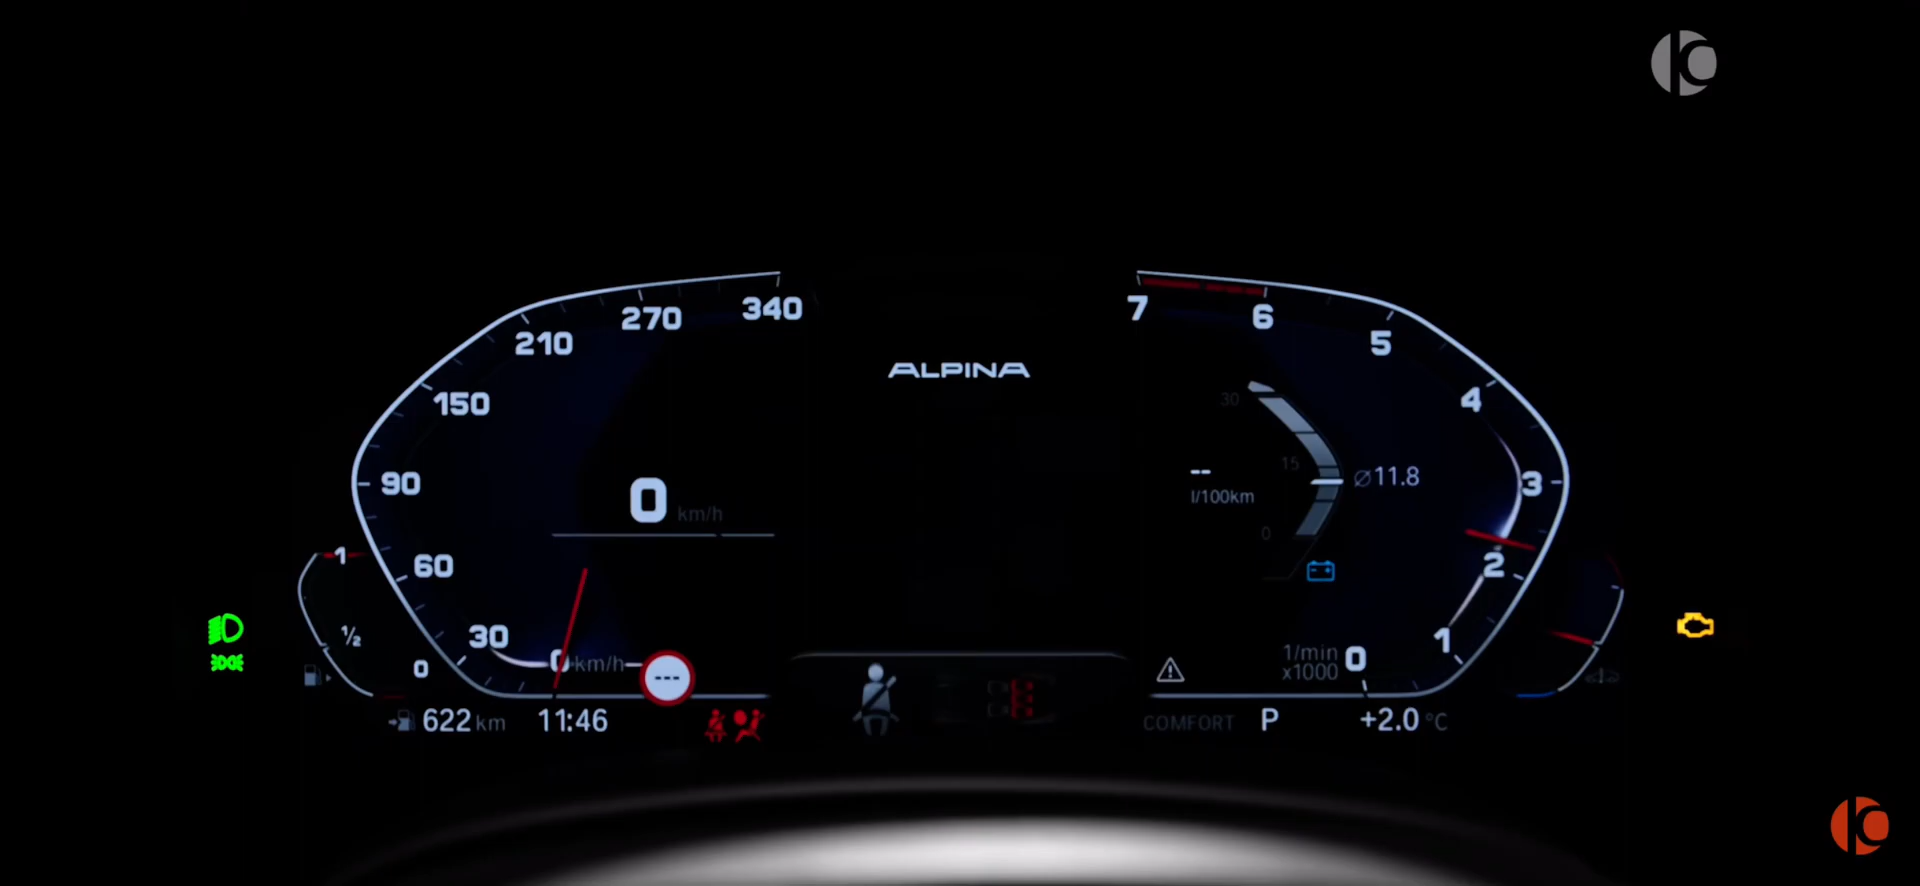 340
270
210
150
90
60
30
0 km/h
0 km/h
1
½
0
622 km
11:46
---
ALPINA
7
6
5
4
3
2
1
0
30
15
0
--
l/100km
⌀11.8
1/min
x1000
COMFORT
P
+2.0 °C